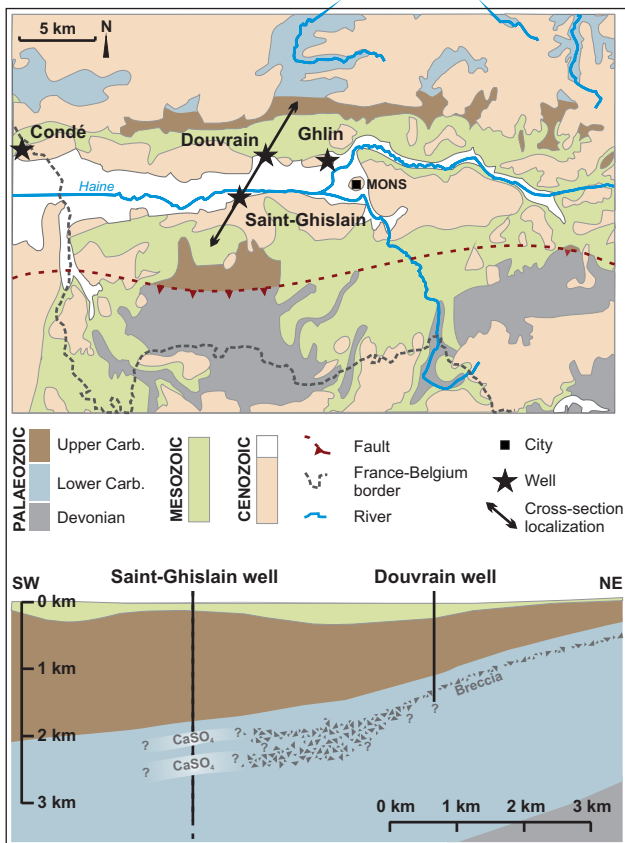 5 km
N
Condé
Douvrain
Ghlin
Haine
MONS
Saint-Ghislain
PALAEOZOIC
Upper Carb.
Lower Carb.
Devonian
MESOZOIC
CENOZOIC
Fault
France-Belgium
border
River
City
Well
Cross-section
localization
SW
Saint-Ghislain well
Douvrain well
NE
0 km
1 km
2 km
3 km
Breccia
?
?
?
?
?
?
?
?
?
?
CaSO₄
CaSO₄
0 km
1 km
2 km
3 km